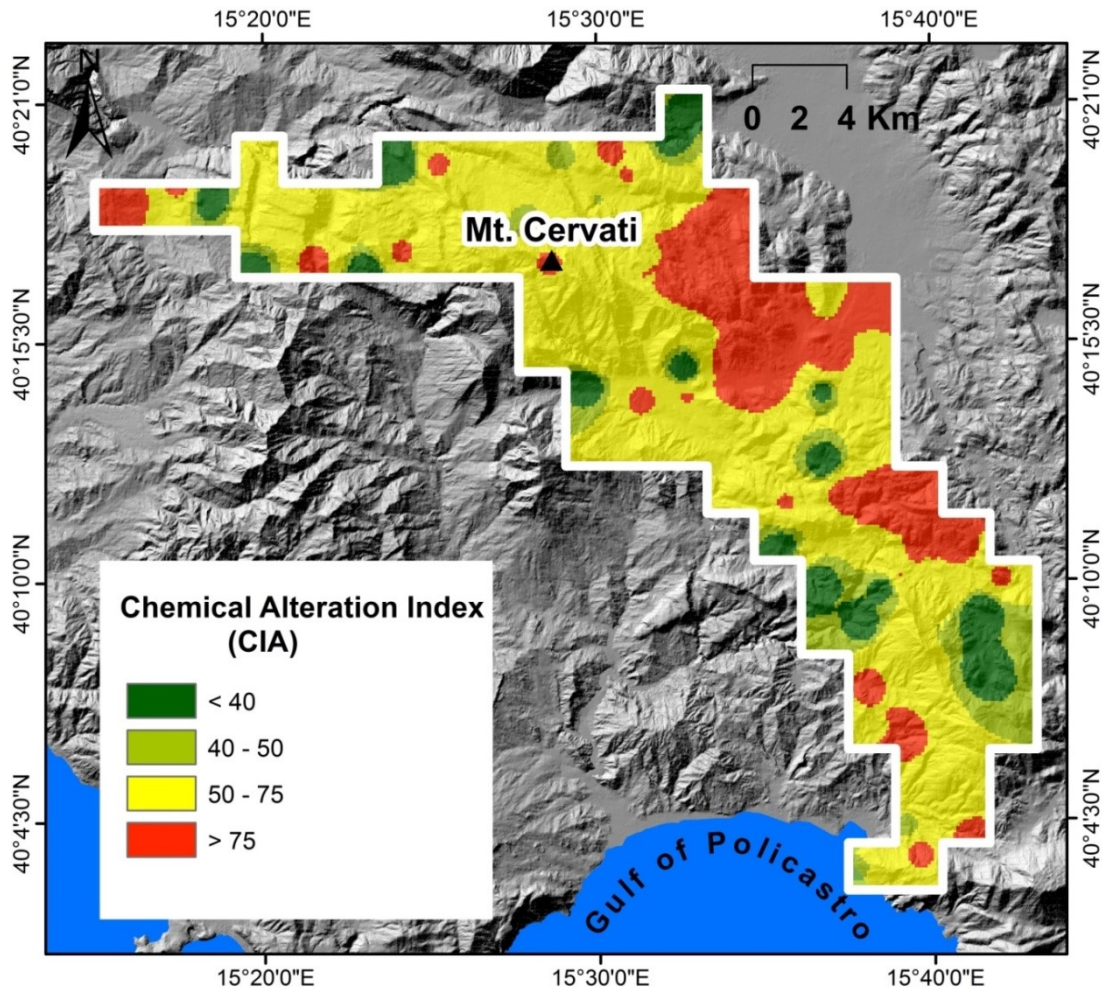 15°20'0"E 15°30'0"E 15°40'0"E
N
40°21'0"N 40°21'0"N
0 2 4 Km
Mt. Cervati
40°15'30"N 40°15'30"N
40°10'0"N 40°10'0"N
Chemical Alteration Index
(CIA)
< 40
40 - 50
50 - 75
> 75
40°4'30"N 40°4'30"N
Gulf of Policastro
15°20'0"E 15°30'0"E 15°40'0"E